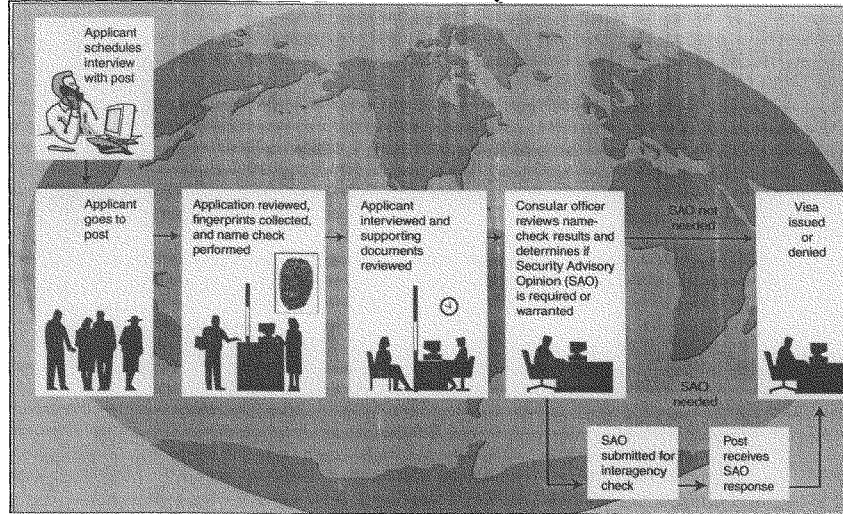 Applicant
schedules
interview
with post
Applicant
goes to
post
Application reviewed,
fingerprints collected,
and name check
performed
Applicant
interviewed and
supporting
documents
reviewed
Consular officer
reviews name-
check results and
determines if
Security Advisory
Opinion (SAO)
is required or
warranted
SAO not
needed
Visa
issued
or
denied
SAO
needed
SAO
submitted for
interagency
check
Post
receives
SAO
response